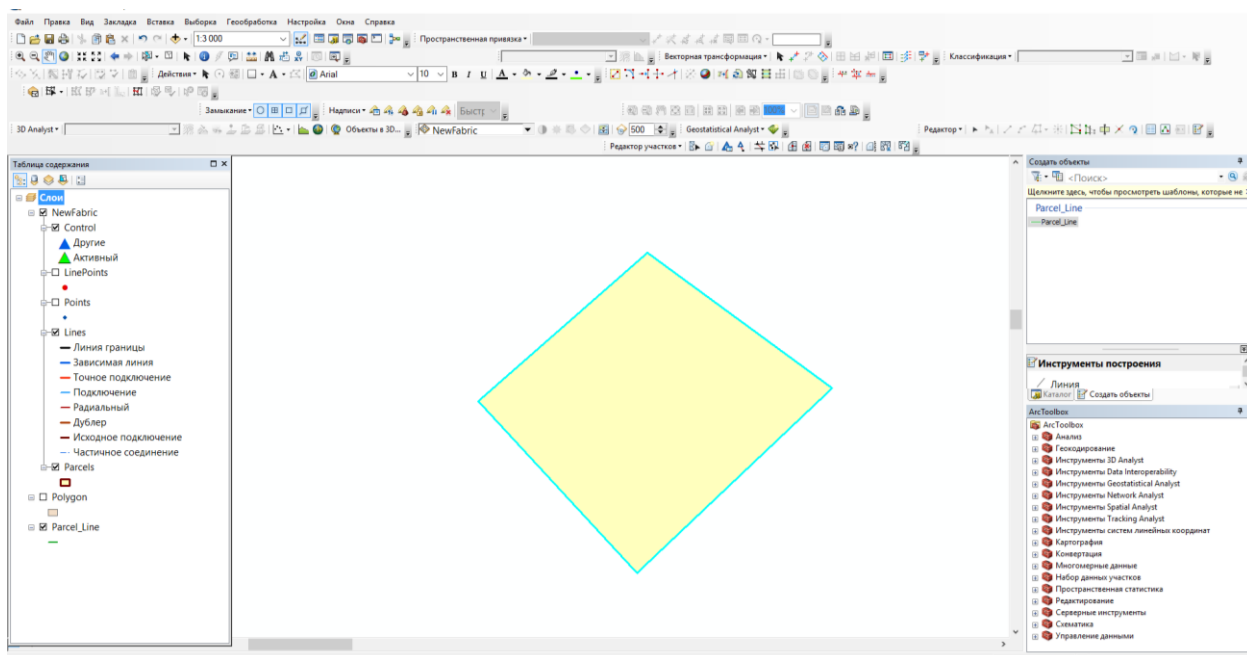 Файл Правка Вид Закладка Вставка Выборка Геообработка Настройка Окна Справка
1:3 000 Пространственная привязка
Векторная трансформация Классификация
Действия A Arial 10 B I U A
Замыкание Надписи Быстр 100%
3D Analyst Объекты в 3D... NewFabric 500 Geostatistical Analyst Редактор
Редактор участков
Таблица содержания
Слои
NewFabric
Control
Другие
Активный
LinePoints
Points
Lines
Линия границы
Зависимая линия
Точное подключение
Подключение
Радиальный
Дублер
Исходное подключение
Частичное соединение
Parcels
Polygon
Parcel_Line
Создать объекты
<Поиск>
Щелкните здесь, чтобы просмотреть шаблоны, которые не
Parcel_Line
Parcel_Line
Инструменты построения
Линия
Каталог Создать объекты
ArcToolbox
ArcToolbox
Анализ
Геокодирование
Инструменты 3D Analyst
Инструменты Data Interoperability
Инструменты Geostatistical Analyst
Инструменты Network Analyst
Инструменты Spatial Analyst
Инструменты Tracking Analyst
Инструменты систем линейных координат
Картография
Конвертация
Многомерные данные
Набор данных участков
Пространственная статистика
Редактирование
Серверные инструменты
Схематика
Управление данными